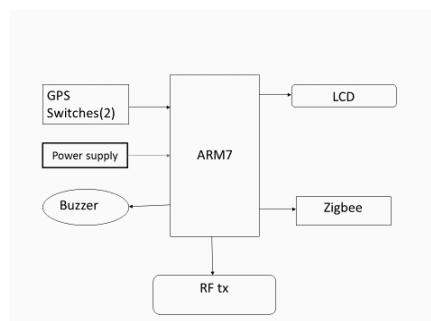 GPS
Switches(2)
LCD
Power supply
ARM7
Buzzer
Zigbee
RF tx